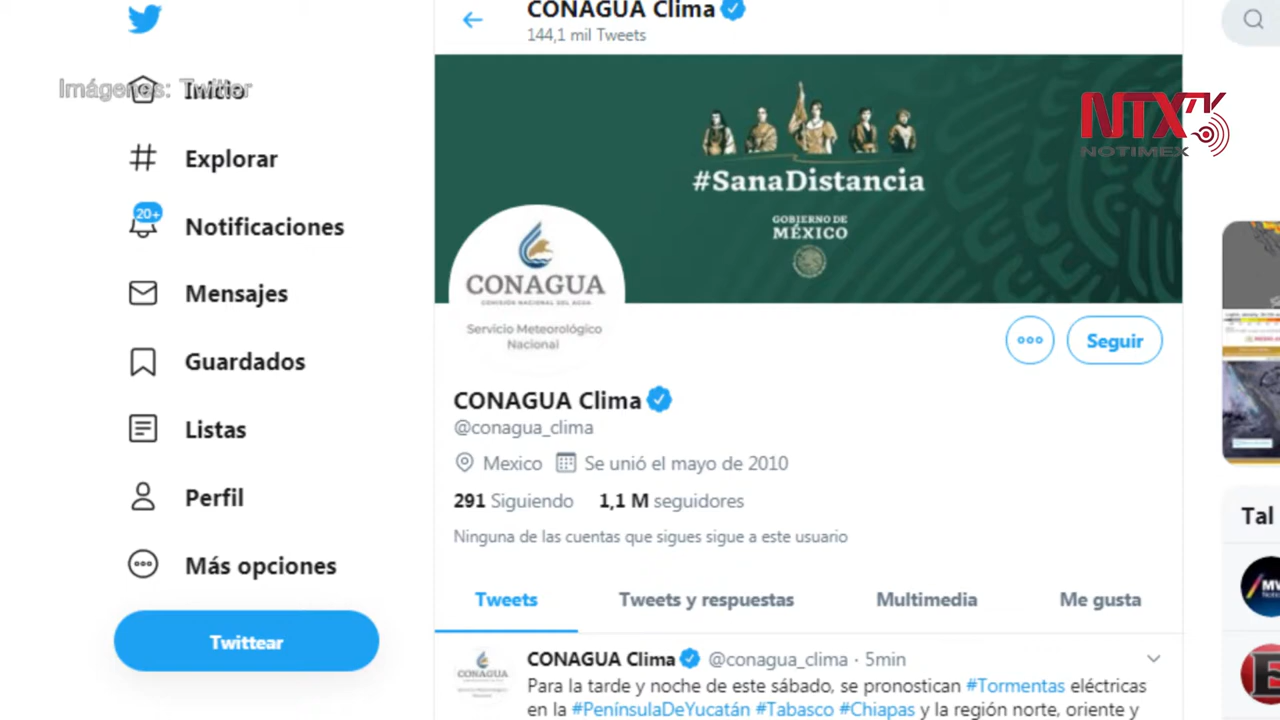 CONAGUA Clima
144,1 mil Tweets
Imágenes: Twitter
Inicio
Explorar
20+
Notificaciones
Mensajes
Guardados
Listas
Perfil
Más opciones
Twittear
#SanaDistancia
GOBIERNO DE
MÉXICO
NTXTV
NOTIMEX
CONAGUA
COMISIÓN NACIONAL DEL AGUA
Servicio Meteorológico
Nacional
Seguir
CONAGUA Clima
@conagua_clima
Mexico Se unió el mayo de 2010
291 Siguiendo 1,1 M seguidores
Ninguna de las cuentas que sigues sigue a este usuario
Tweets Tweets y respuestas Multimedia Me gusta
CONAGUA
CONAGUA Clima @conagua_clima · 5min
Para la tarde y noche de este sábado, se pronostican #Tormentas eléctricas
en la #PenínsulaDeYucatán #Tabasco #Chiapas y la región norte, oriente y
Tal